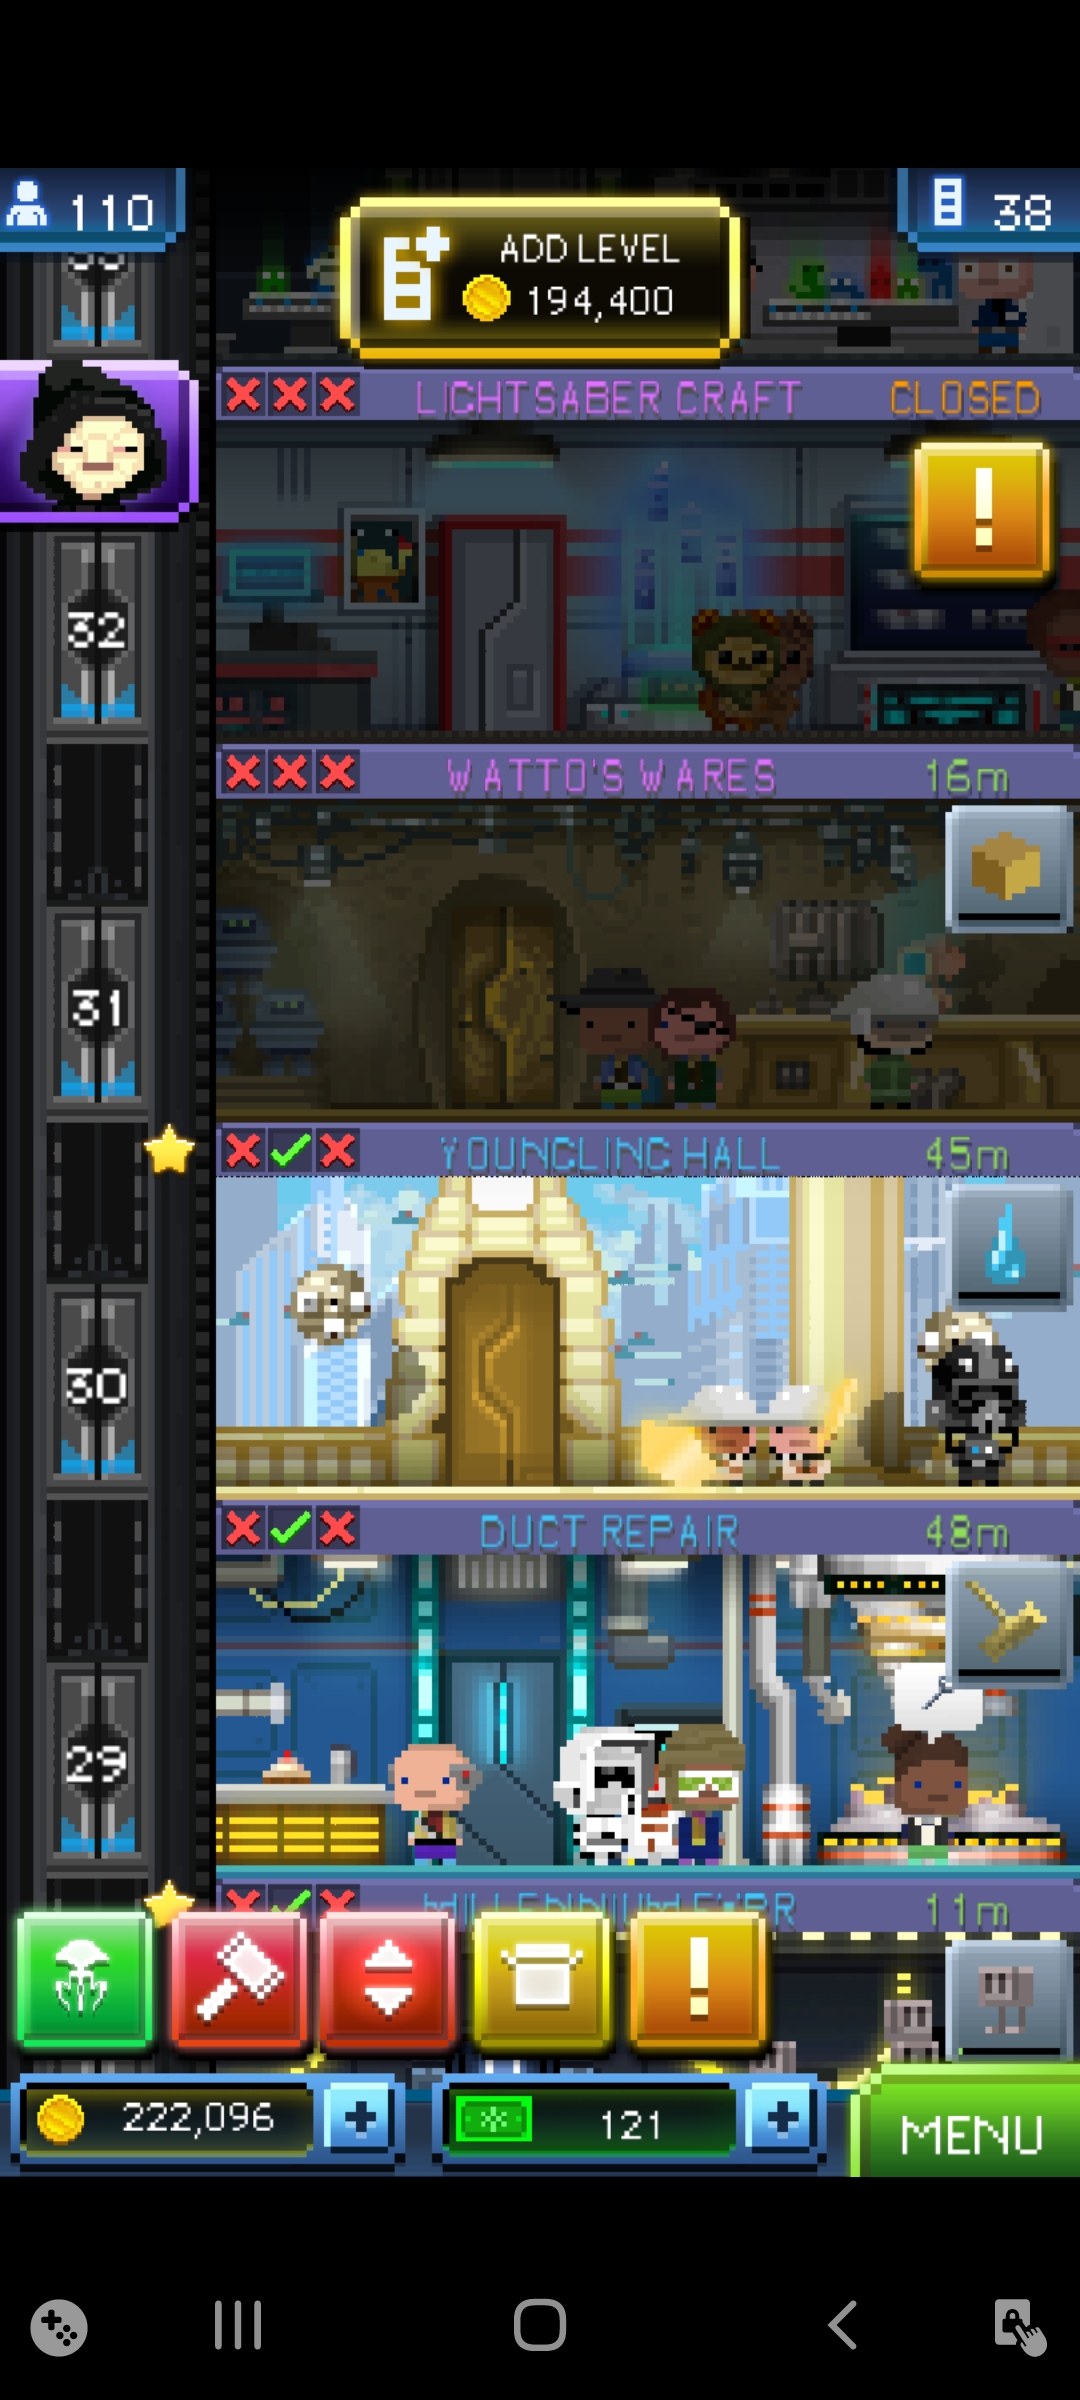 110
38
ADD LEVEL
194,400
LIGHTSABER CRAFT CLOSED
32
WATTO'S WARES 16m
31
YOUNGLING HALL 45m
30
DUCT REPAIR 48m
29
11m
222,096
121
MENU